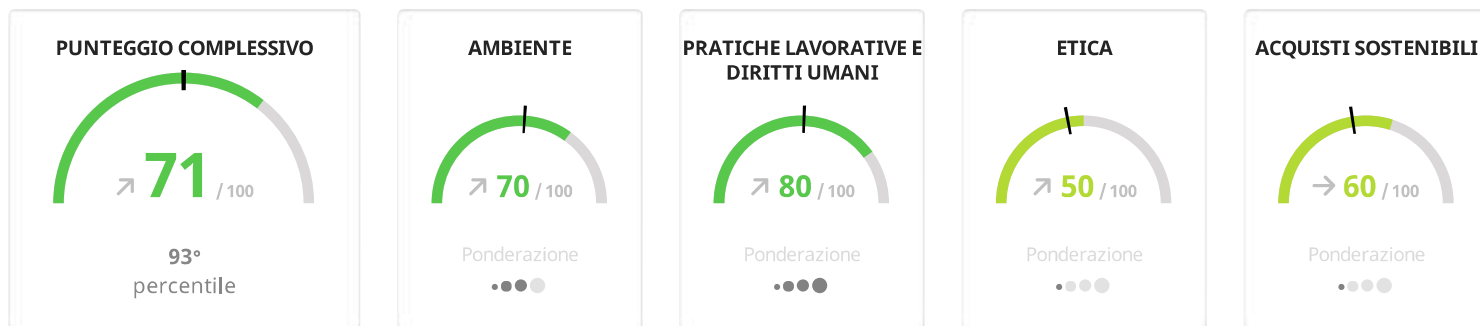 PUNTEGGIO COMPLESSIVO
71 / 100
93°
percentile
AMBIENTE
70 / 100
Ponderazione
PRATICHE LAVORATIVE E
DIRITTI UMANI
80 / 100
Ponderazione
ETICA
50 / 100
Ponderazione
ACQUISTI SOSTENIBILI
60 / 100
Ponderazione